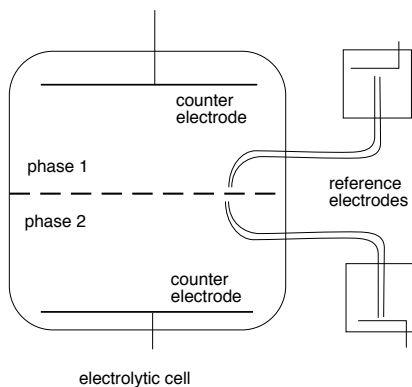 counter
electrode
phase 1
phase 2
reference
electrodes
counter
electrode
electrolytic cell